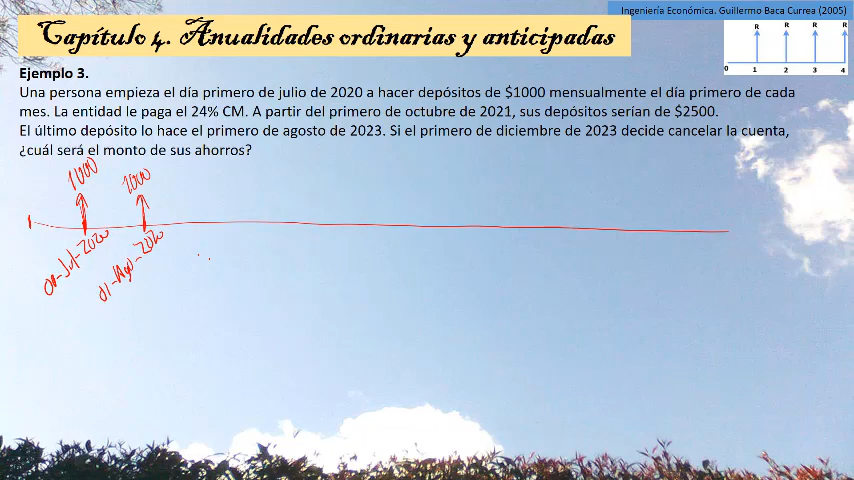 Ingeniería Económica. Guillermo Baca Currea (2005)
Capítulo 4. Anualidades ordinarias y anticipadas
R R R R
0 1 2 3 4
Ejemplo 3.
Una persona empieza el día primero de julio de 2020 a hacer depósitos de $1000 mensualmente el día primero de cada
mes. La entidad le paga el 24% CM. A partir del primero de octubre de 2021, sus depósitos serían de $2500.
El último depósito lo hace el primero de agosto de 2023. Si el primero de diciembre de 2023 decide cancelar la cuenta,
¿cuál será el monto de sus ahorros?
1000 1000
01-Jul-2020 01-Ago-2020